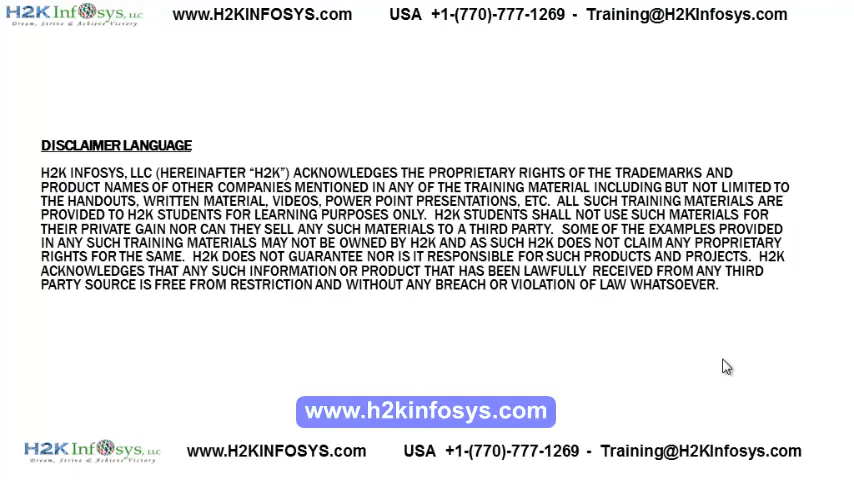 H2K InfoSys, LLC
Dream, Strive & Achieve Victory
www.H2KINFOSYS.com USA +1-(770)-777-1269 - Training@H2KInfosys.com
DISCLAIMER LANGUAGE
H2K INFOSYS, LLC (HEREINAFTER “H2K”) ACKNOWLEDGES THE PROPRIETARY RIGHTS OF THE TRADEMARKS AND
PRODUCT NAMES OF OTHER COMPANIES MENTIONED IN ANY OF THE TRAINING MATERIAL INCLUDING BUT NOT LIMITED TO
THE HANDOUTS, WRITTEN MATERIAL, VIDEOS, POWER POINT PRESENTATIONS, ETC. ALL SUCH TRAINING MATERIALS ARE
PROVIDED TO H2K STUDENTS FOR LEARNING PURPOSES ONLY. H2K STUDENTS SHALL NOT USE SUCH MATERIALS FOR
THEIR PRIVATE GAIN NOR CAN THEY SELL ANY SUCH MATERIALS TO A THIRD PARTY. SOME OF THE EXAMPLES PROVIDED
IN ANY SUCH TRAINING MATERIALS MAY NOT BE OWNED BY H2K AND AS SUCH H2K DOES NOT CLAIM ANY PROPRIETARY
RIGHTS FOR THE SAME. H2K DOES NOT GUARANTEE NOR IS IT RESPONSIBLE FOR SUCH PRODUCTS AND PROJECTS. H2K
ACKNOWLEDGES THAT ANY SUCH INFORMATION OR PRODUCT THAT HAS BEEN LAWFULLY RECEIVED FROM ANY THIRD
PARTY SOURCE IS FREE FROM RESTRICTION AND WITHOUT ANY BREACH OR VIOLATION OF LAW WHATSOEVER.
www.h2kinfosys.com
H2K InfoSys, LLC
Dream, Strive & Achieve Victory
www.H2KINFOSYS.com USA +1-(770)-777-1269 - Training@H2KInfosys.com